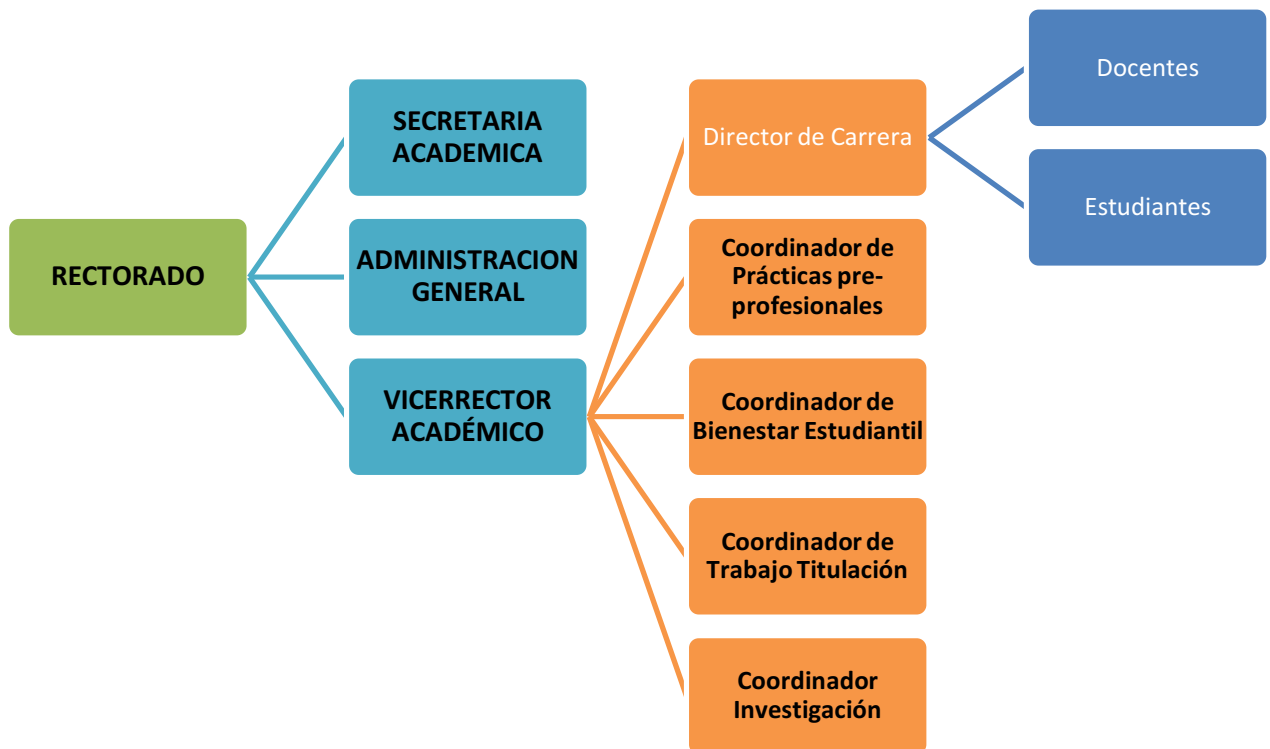 RECTORADO
SECRETARIA
ACADEMICA
ADMINISTRACION
GENERAL
VICERRECTOR
ACADÉMICO
Director de Carrera
Coordinador de
Prácticas pre-
profesionales
Coordinador de
Bienestar Estudiantil
Coordinador de
Trabajo Titulación
Coordinador
Investigación
Docentes
Estudiantes